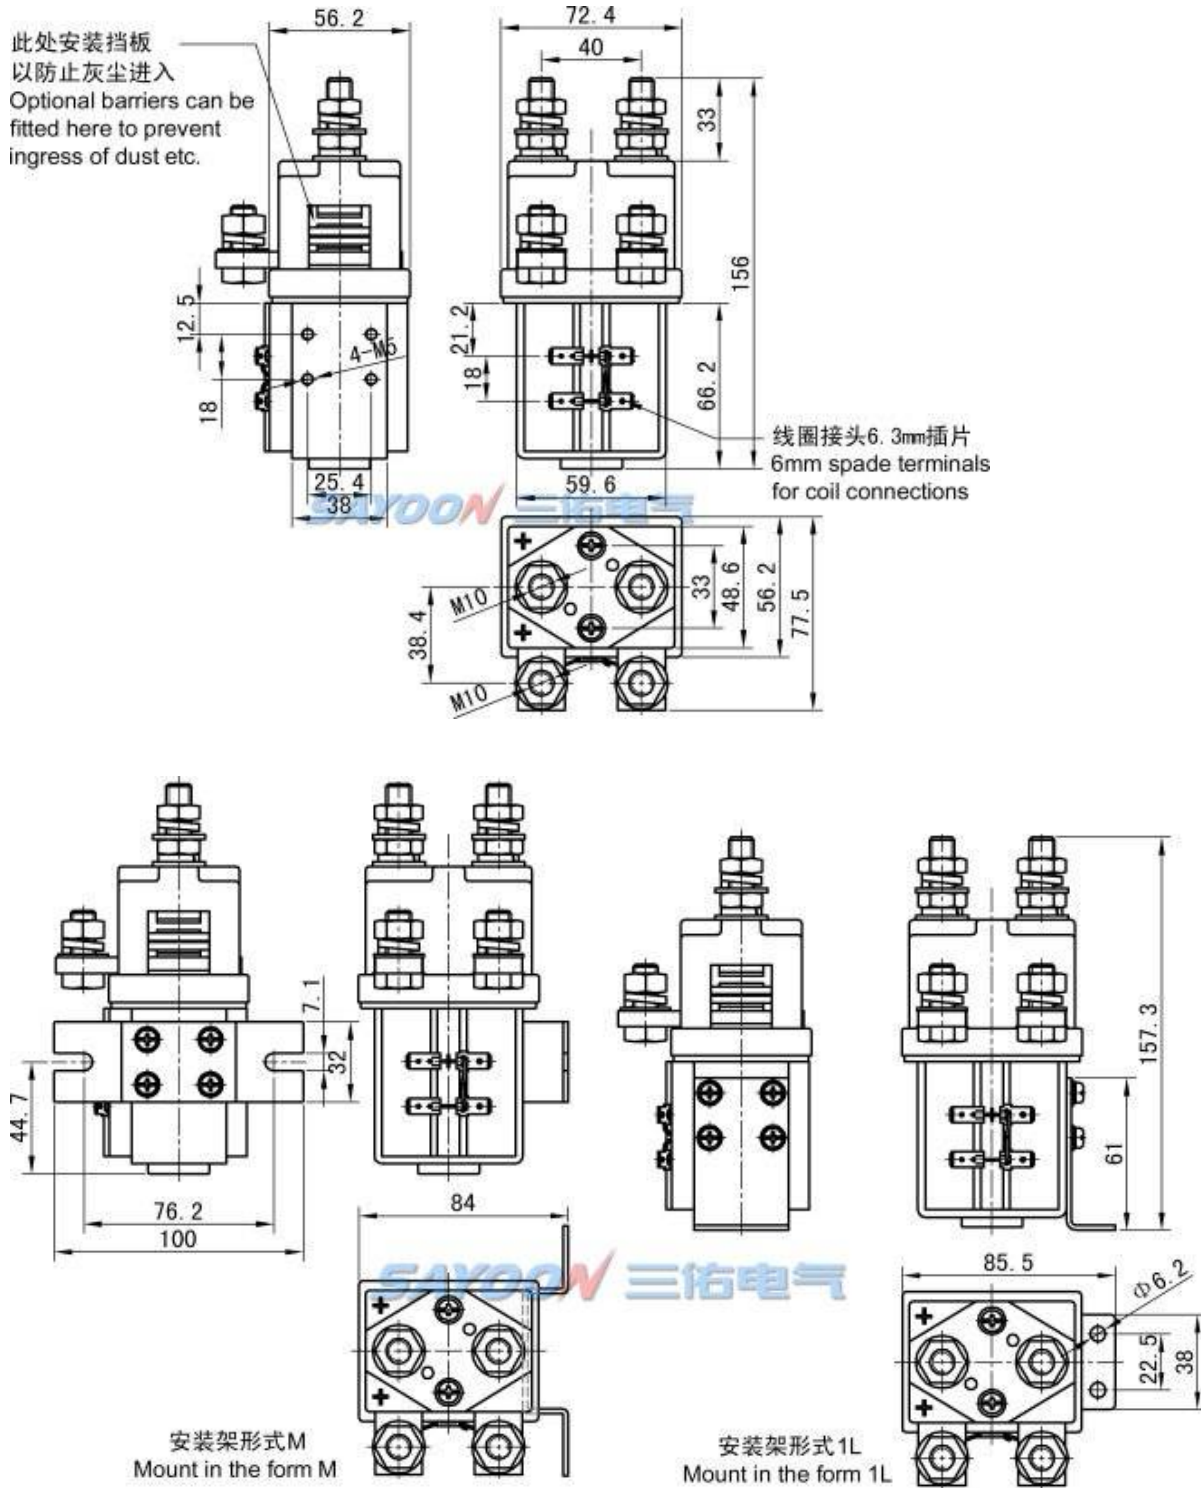 56.2
72.4
40
此处安装挡板
以防止灰尘进入
Optional barriers can be
fitted here to prevent
ingress of dust etc.
33
156
12.5
4-M5
18
21.2
18
66.2
线圈接头6.3mm插片
6mm spade terminals
for coil connections
25.4
38
59.6
SAYOON 三佑电气
M10
38.4
M10
33
48.6
56.2
77.5
7.1
32
44.7
76.2
100
157.3
61
84
SAYOON 三佑电气
85.5
Φ6.2
22.5
38
安装架形式M
Mount in the form M
安装架形式1L
Mount in the form 1L